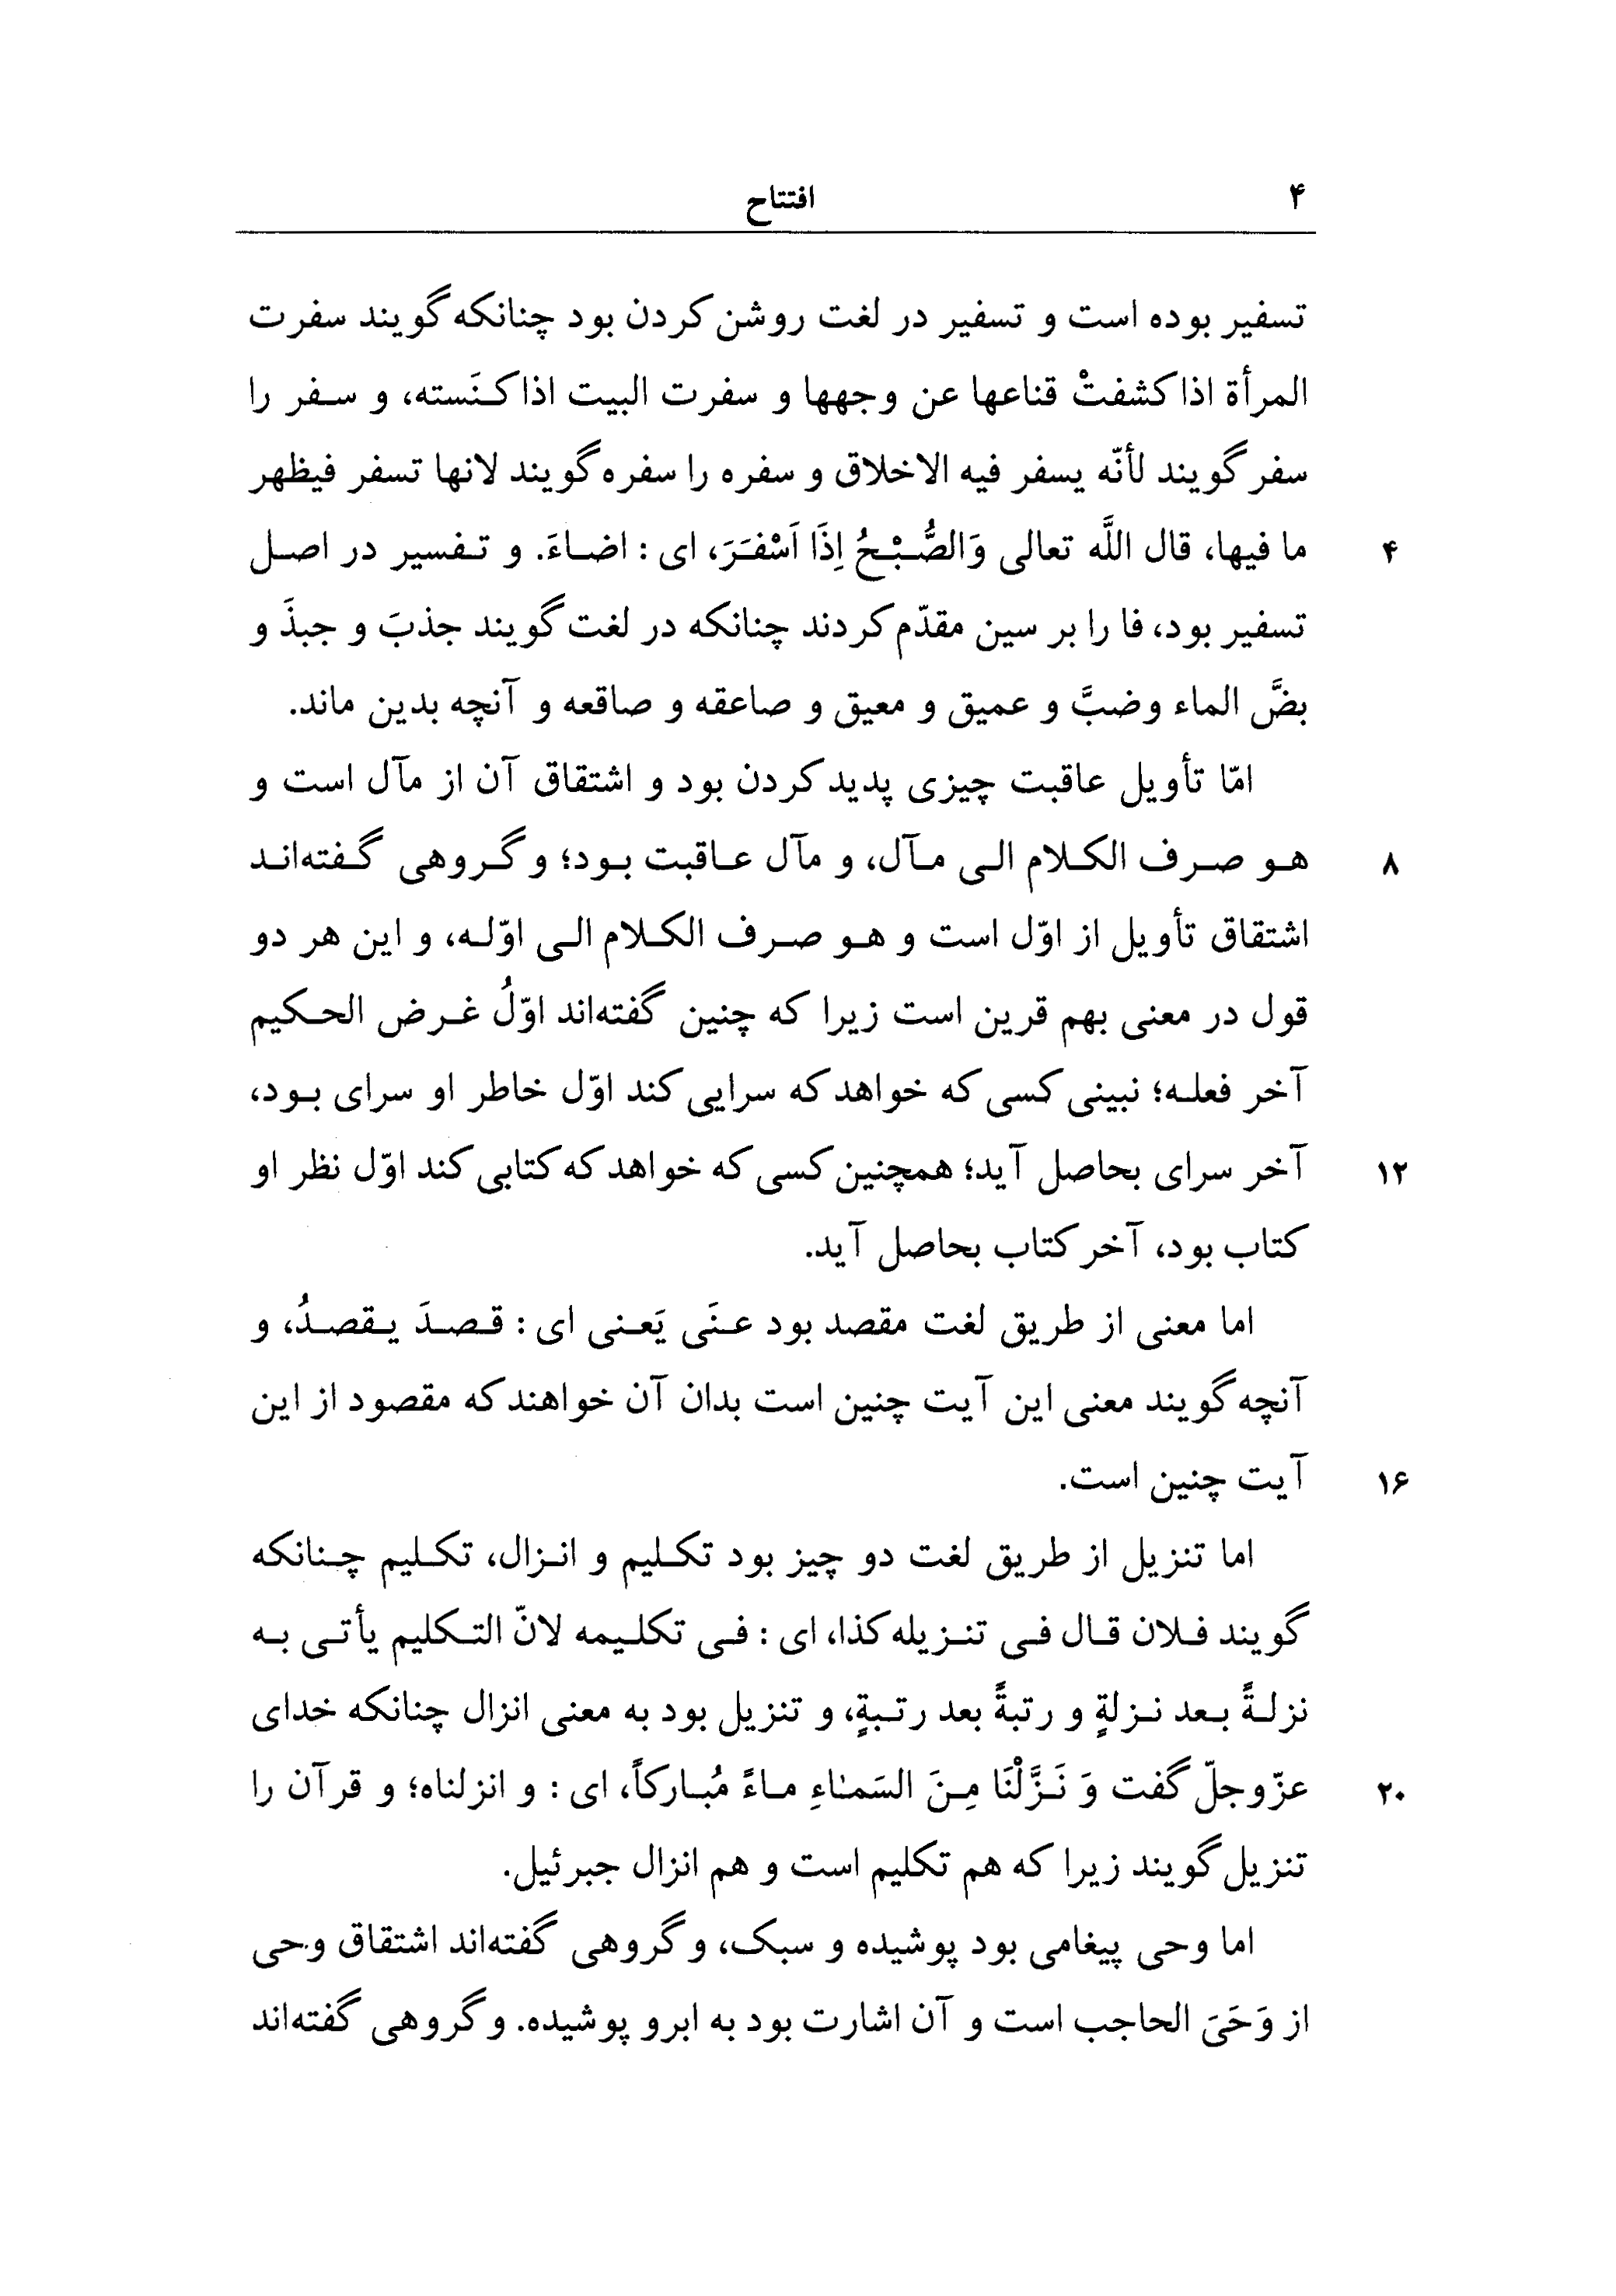 ۴ افتتاح
تسفیر بوده است و تسفیر در لغت روشن کردن بود چنانکه گویند سفرت
المرأة اذا کشفتْ قناعها عن وجهها و سفرت البیت اذا کنَسته، و سفر را
سفر گویند لأنّه یسفر فیه الاخلاق و سفره را سفره گویند لانها تسفر فیظهر
۴ ما فیها، قال اللَّه تعالی وَالصُّبْحُ اِذَا اَسْفَرَ، ای : اضاءَ. و تفسیر در اصل
تسفیر بود، فا را بر سین مقدّم کردند چنانکه در لغت گویند جذبَ و جبذَ و
بضَّ الماء وضبَّ و عمیق و معیق و صاعقه و صاقعه و آنچه بدین ماند.
امّا تأویل عاقبت چیزی پدید کردن بود و اشتقاق آن از مآل است و
۸ هو صرف الکلام الی مآل، و مآل عاقبت بود؛ و گروهی گفته‌اند
اشتقاق تأویل از اوّل است و هو صرف الکلام الی اوّله، و این هر دو
قول در معنی بهم قرین است زیرا که چنین گفته‌اند اوّلُ غرض الحکیم
آخر فعله؛ نبینی کسی که خواهد که سرایی کند اوّل خاطر او سرای بود،
۱۲ آخر سرای بحاصل آید؛ همچنین کسی که خواهد که کتابی کند اوّل نظر او
کتاب بود، آخر کتاب بحاصل آید.
اما معنی از طریق لغت مقصد بود عنَی یَعنی ای : قصدَ یقصدُ، و
آنچه گویند معنی این آیت چنین است بدان آن خواهند که مقصود از این
۱۶ آیت چنین است.
اما تنزیل از طریق لغت دو چیز بود تکلیم و انزال، تکلیم چنانکه
گویند فلان قال فی تنزیله کذا، ای : فی تکلیمه لانّ التکلیم یأتی به
نزلةً بعد نزلةٍ و رتبةً بعد رتبةٍ، و تنزیل بود به معنی انزال چنانکه خدای
۲۰ عزّوجلّ گفت وَ نَزَّلْنَا مِنَ السَمٰاءِ ماءً مُبارکاً، ای : و انزلناه؛ و قرآن را
تنزیل گویند زیرا که هم تکلیم است و هم انزال جبرئیل.
اما وحی پیغامی بود پوشیده و سبک، و گروهی گفته‌اند اشتقاق وحی
از وَحَیَ الحاجب است و آن اشارت بود به ابرو پوشیده. و گروهی گفته‌اند